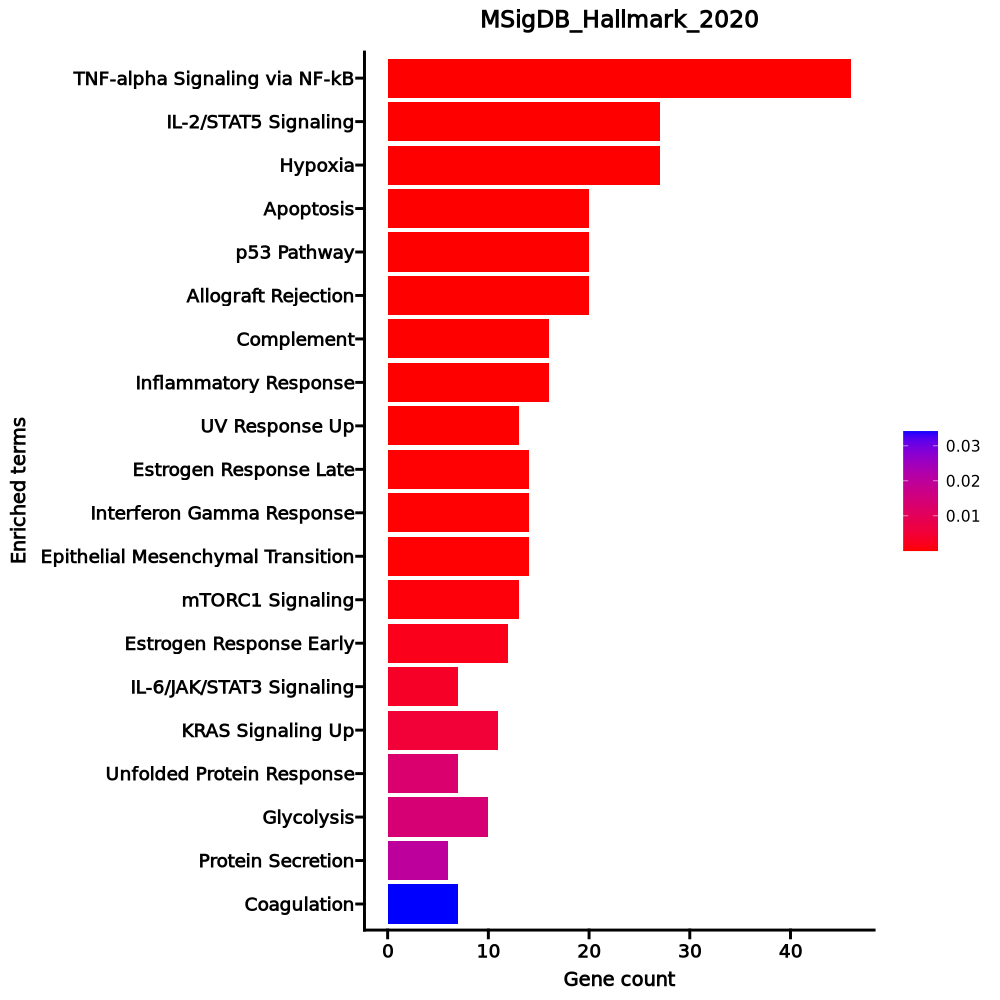 MSigDB_Hallmark_2020
TNF-alpha Signaling via NF-kB
IL-2/STAT5 Signaling
Hypoxia
Apoptosis
p53 Pathway
Allograft Rejection
Complement
Inflammatory Response
UV Response Up
Estrogen Response Late
Interferon Gamma Response
Epithelial Mesenchymal Transition
mTORC1 Signaling
Estrogen Response Early
IL-6/JAK/STAT3 Signaling
KRAS Signaling Up
Unfolded Protein Response
Glycolysis
Protein Secretion
Coagulation
Enriched terms
0 10 20 30 40
Gene count
0.03
0.02
0.01